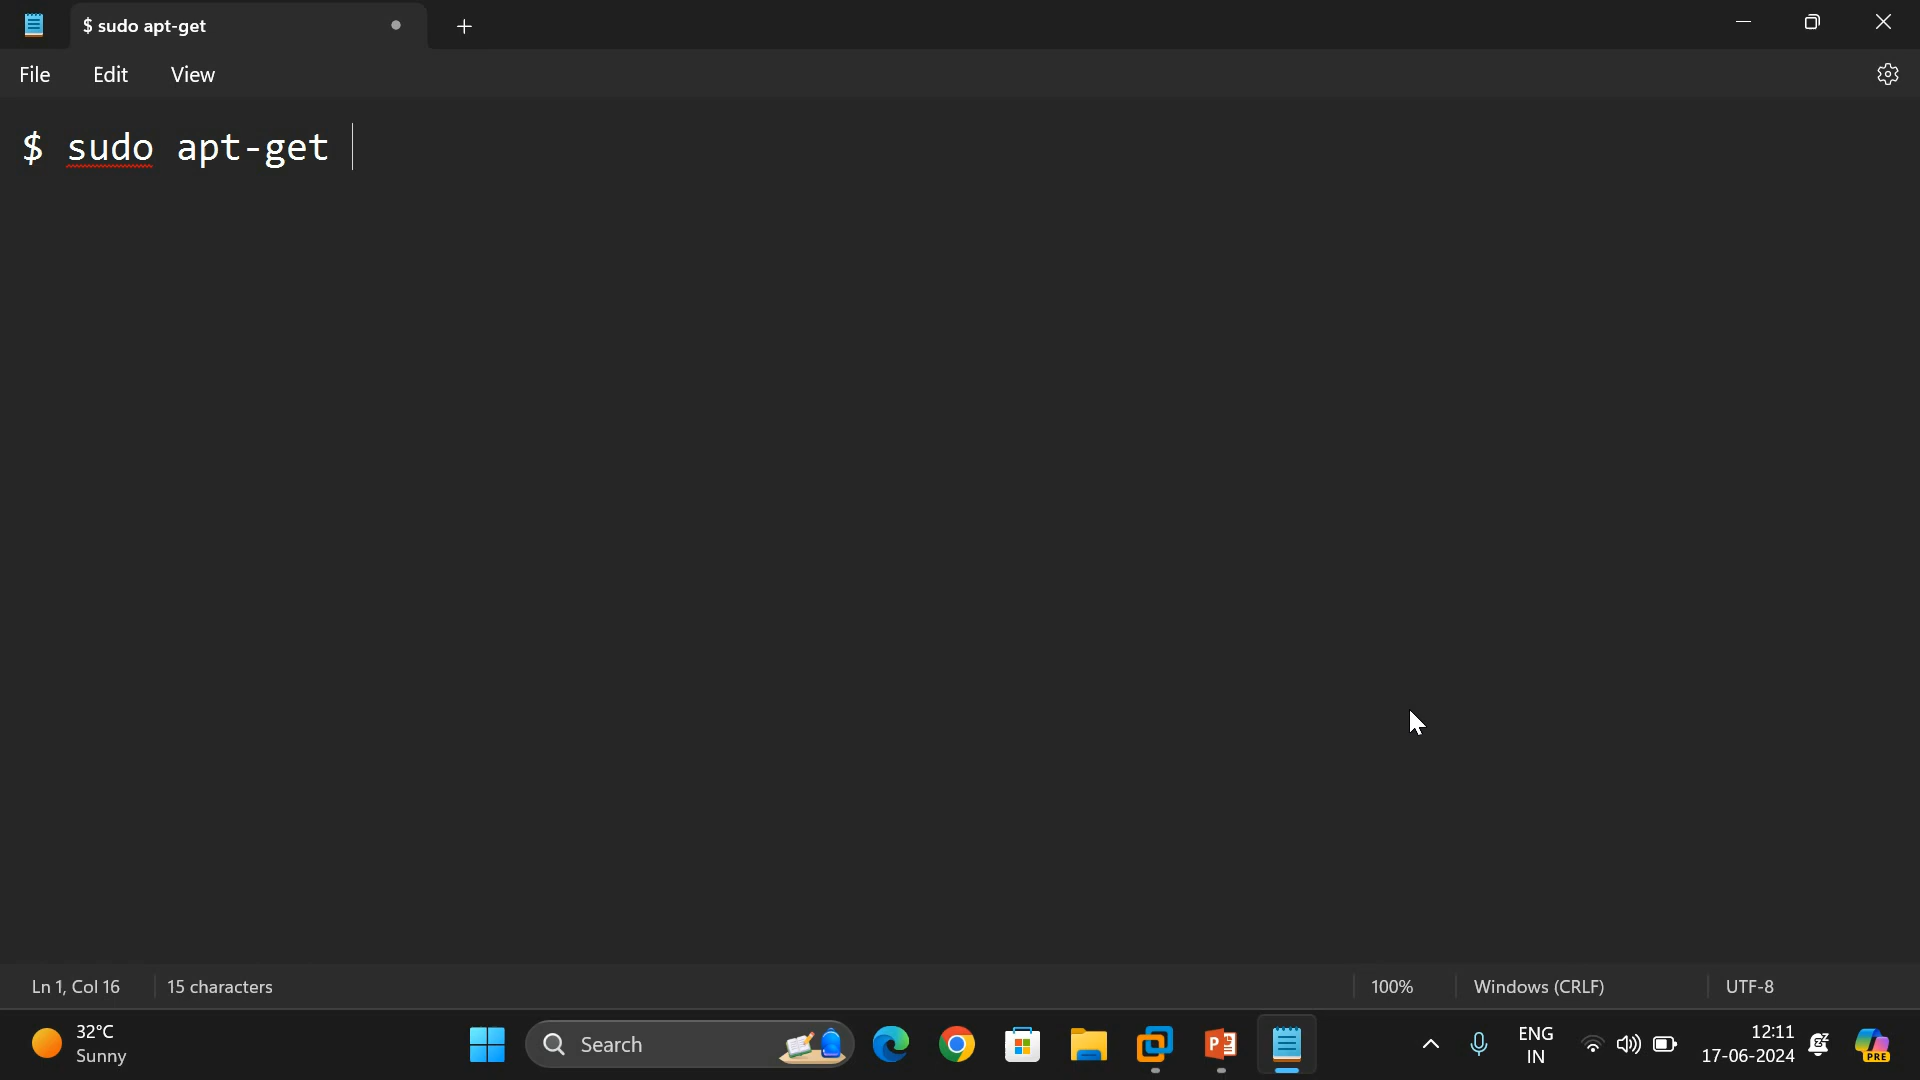 $ sudo apt-get
File Edit View
$ sudo apt-get
Ln 1, Col 16 15 characters 100% Windows (CRLF) UTF-8
32°C
Sunny
Search
ENG
IN
12:11
17-06-2024
PRE